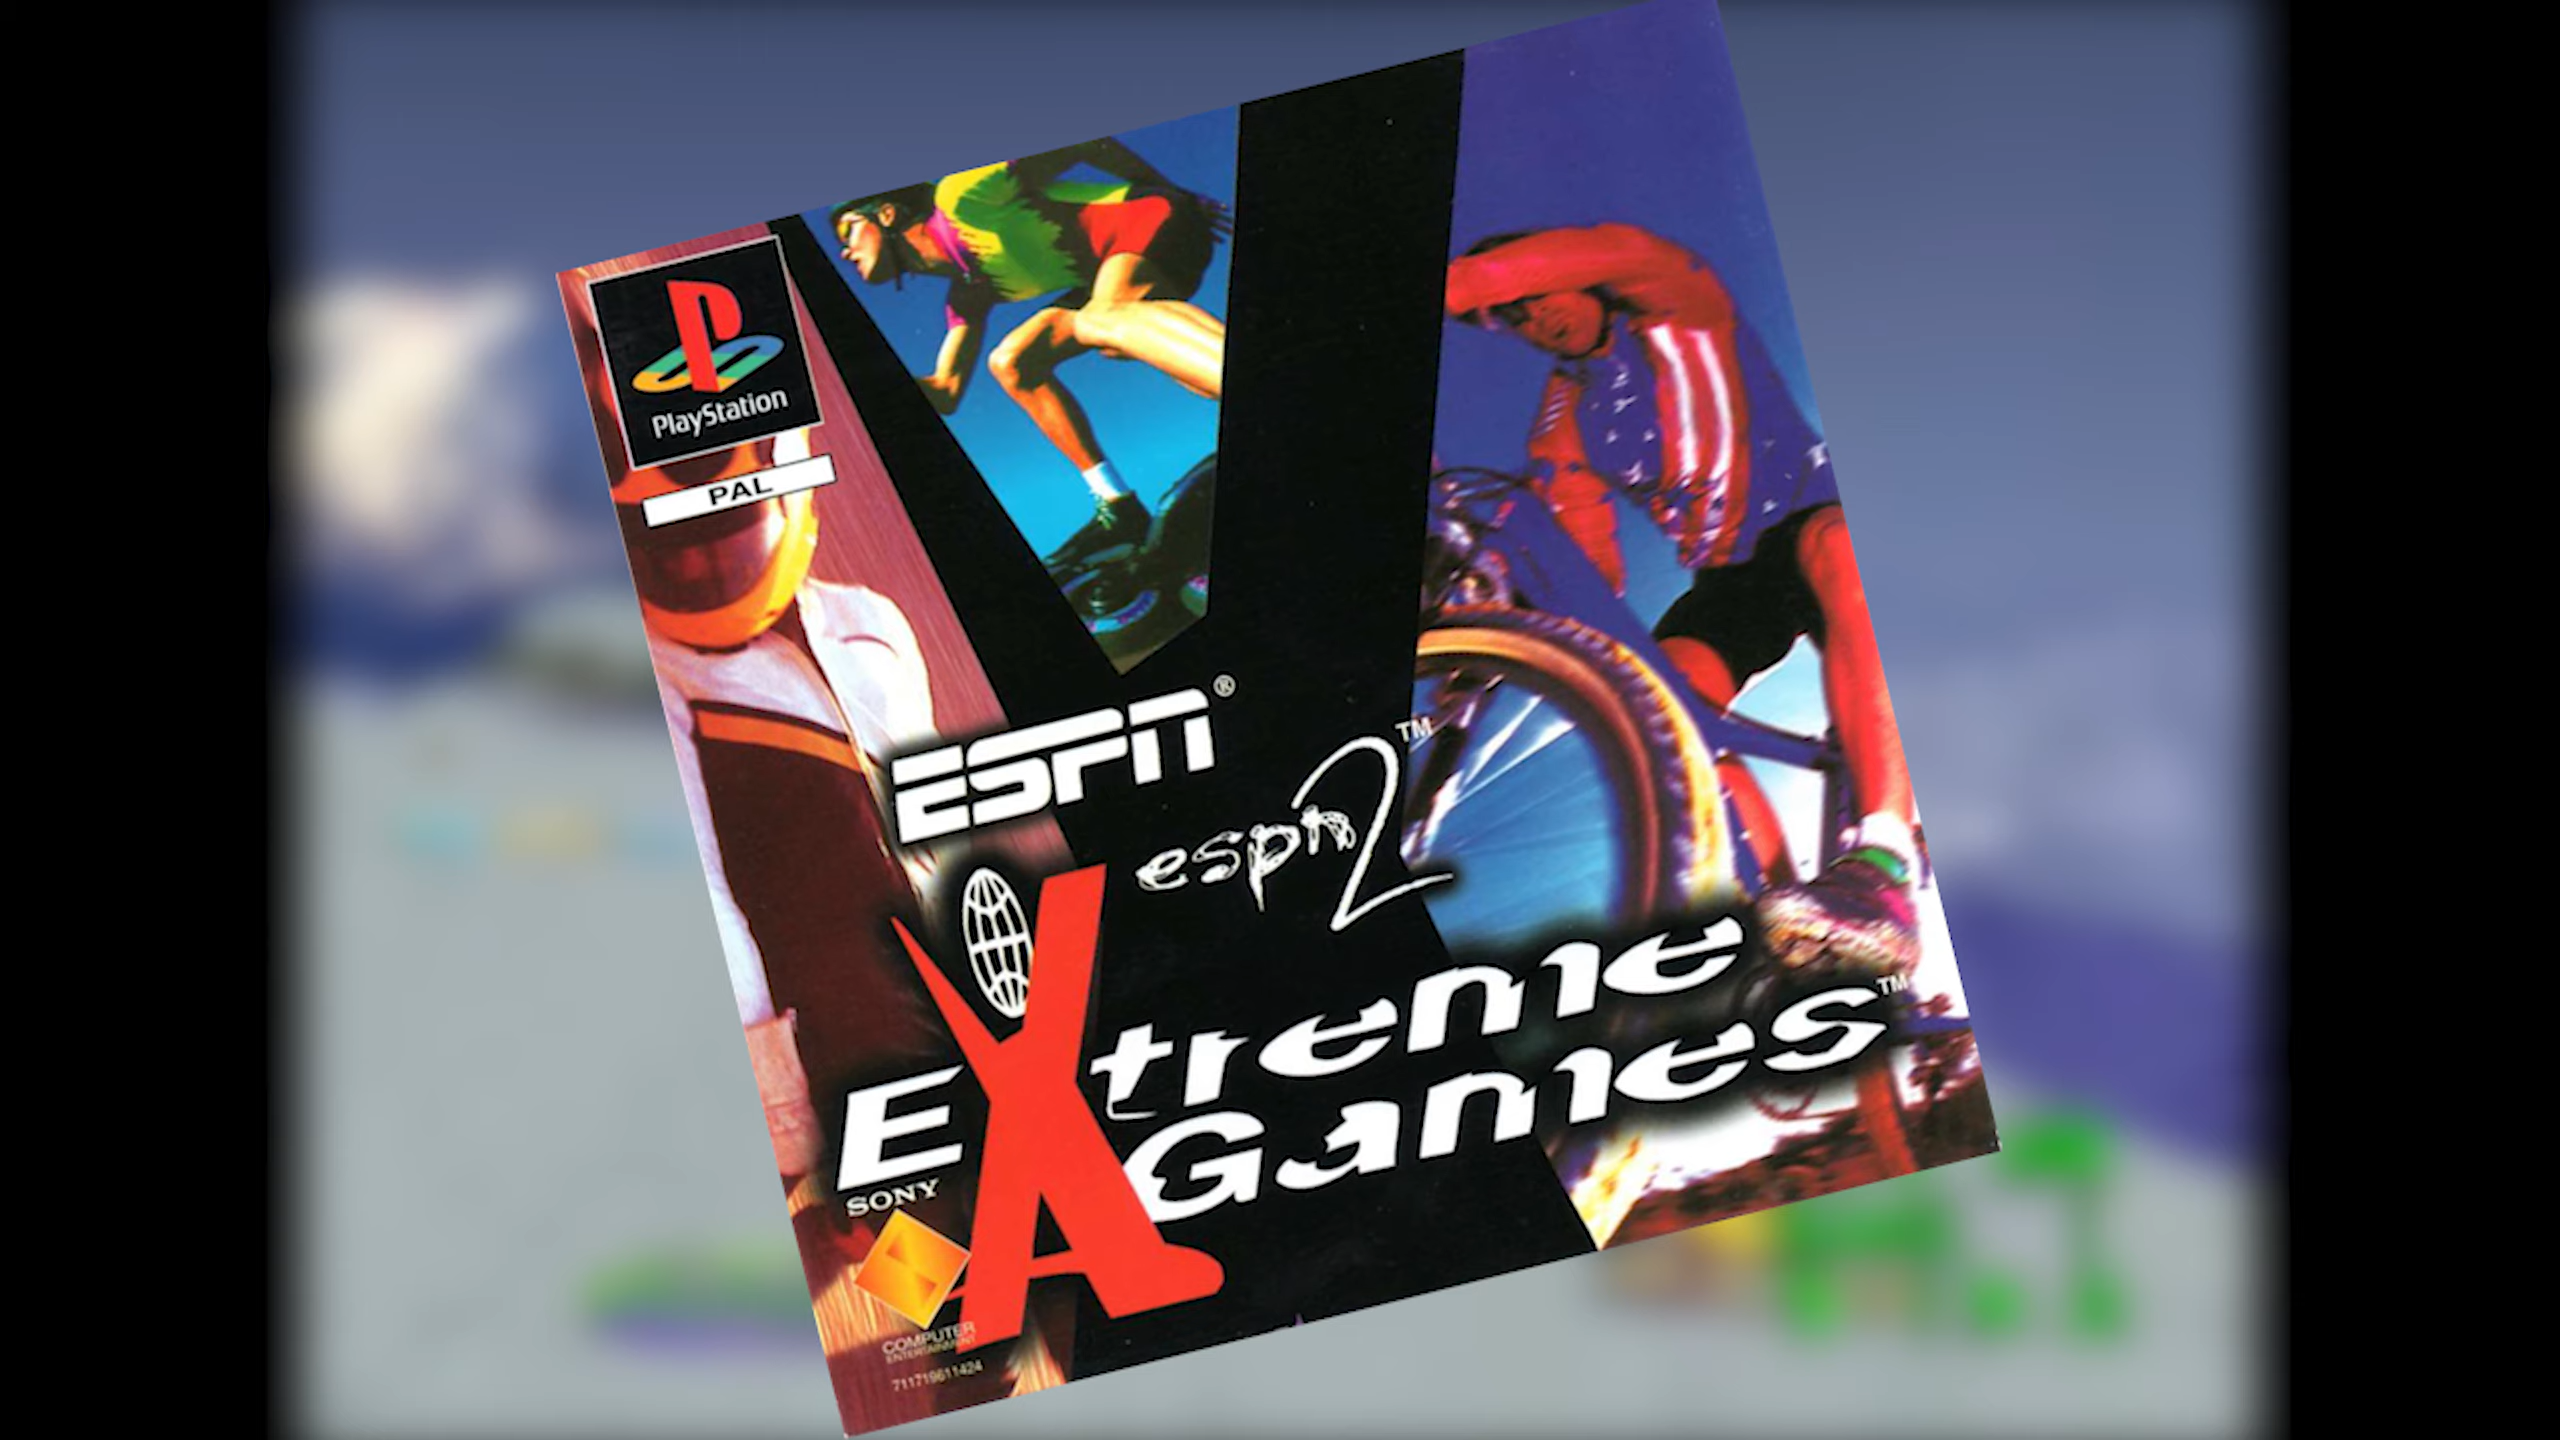 PlayStation
PAL
ESPN®
espn2™
EXtreme
Games™
SONY
COMPUTER
ENTERTAINMENT
711719611424